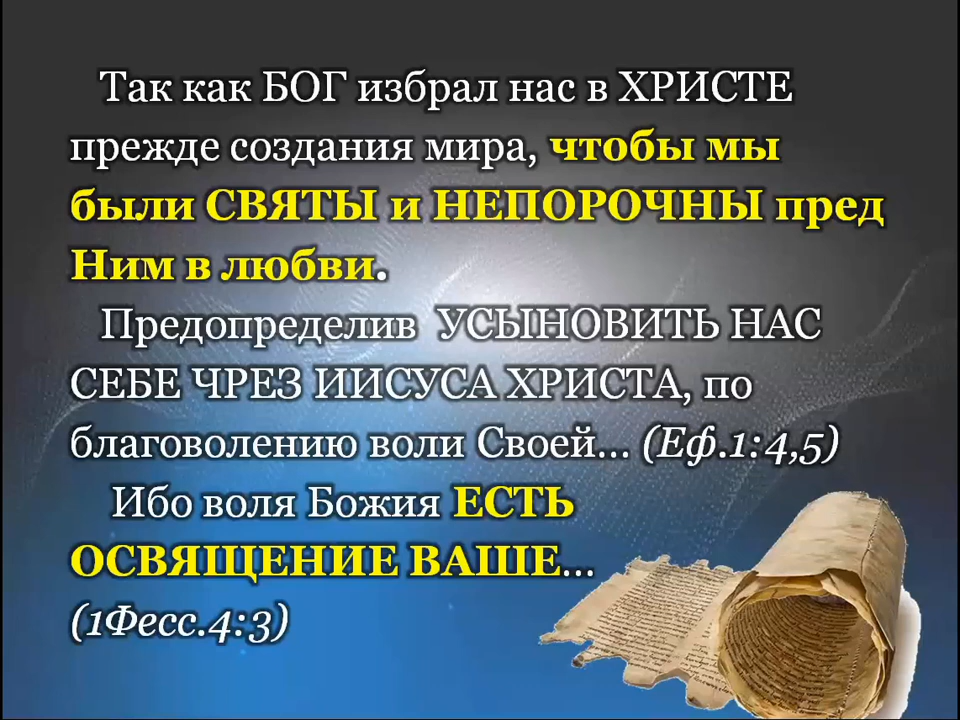 Так как БОГ избрал нас в ХРИСТЕ
прежде создания мира, чтобы мы
были СВЯТЫ и НЕПОРОЧНЫ пред
Ним в любви.
Предопределив УСЫНОВИТЬ НАС
СЕБЕ ЧРЕЗ ИИСУСА ХРИСТА, по
благоволению воли Своей... (Еф.1:4,5)
Ибо воля Божия ЕСТЬ
ОСВЯЩЕНИЕ ВАШЕ...
(1Фесс.4:3)